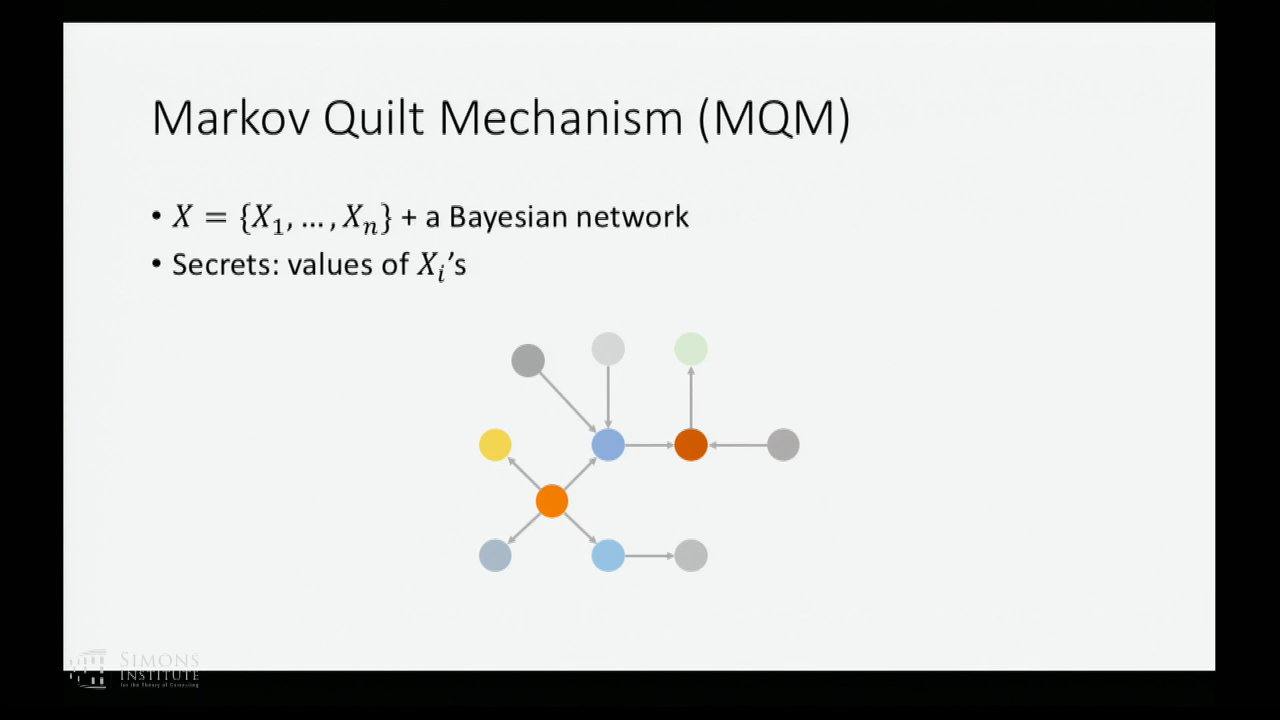 Markov Quilt Mechanism (MQM)
• X = {X₁, … , Xₙ} + a Bayesian network
• Secrets: values of Xᵢ's
SIMONS
INSTITUTE
for the Theory of Computing